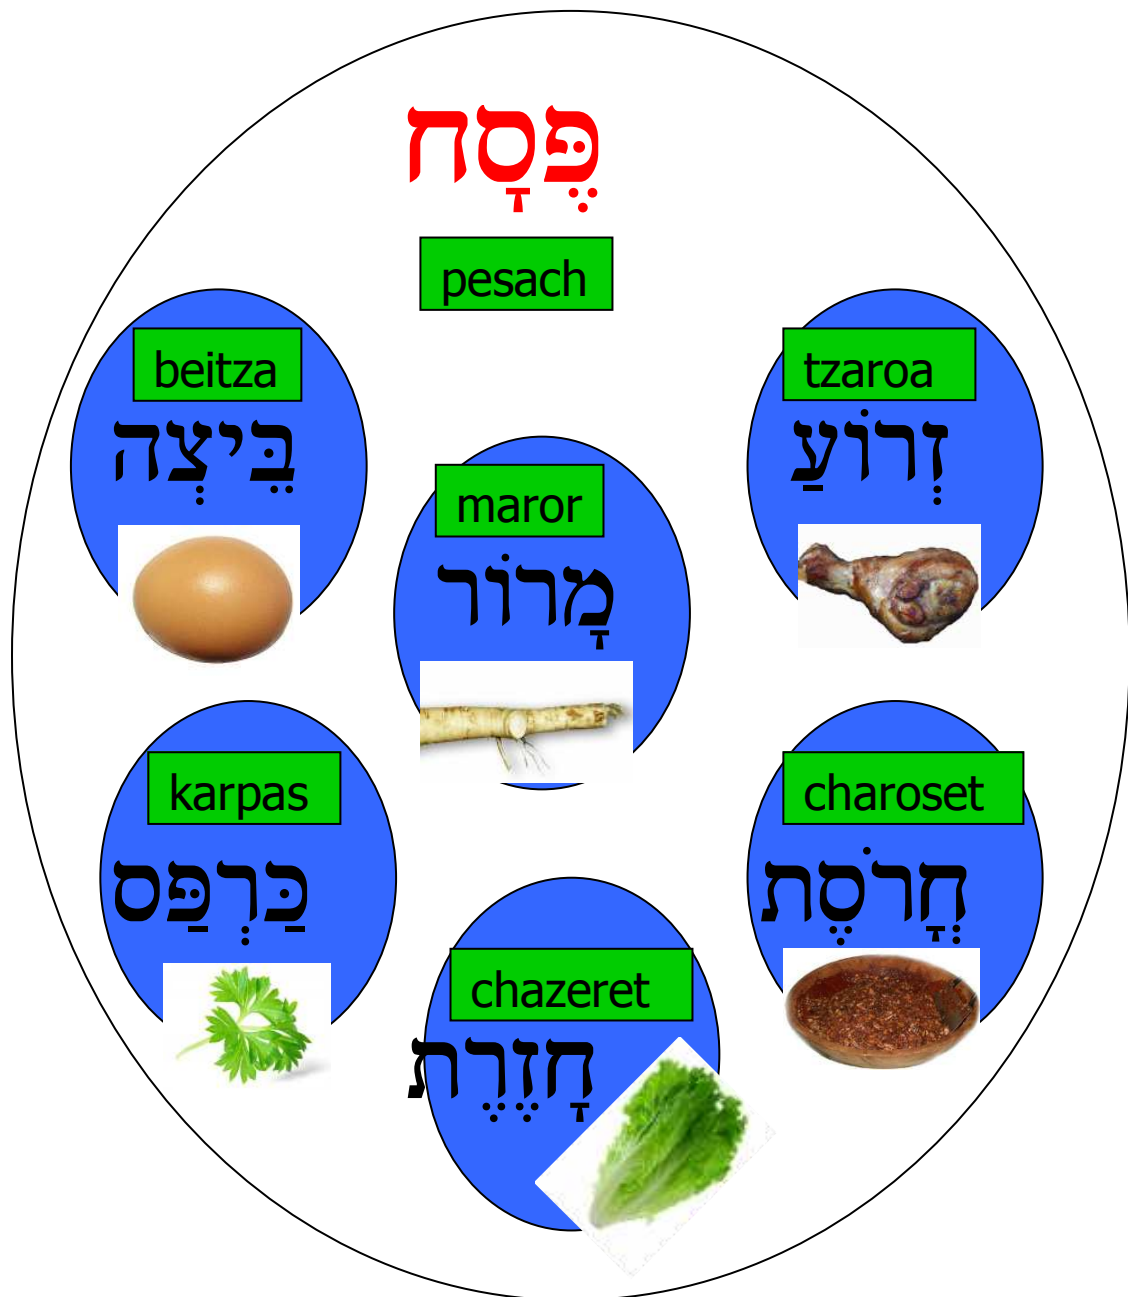 פֶּסָח
pesach
beitza
בֵּיצְה
tzaroa
זְרוֹעַ
maror
מָרוֹר
karpas
כַּרְפַּס
charoset
חֲָרֹסֶת
chazeret
חָזֶרֶת